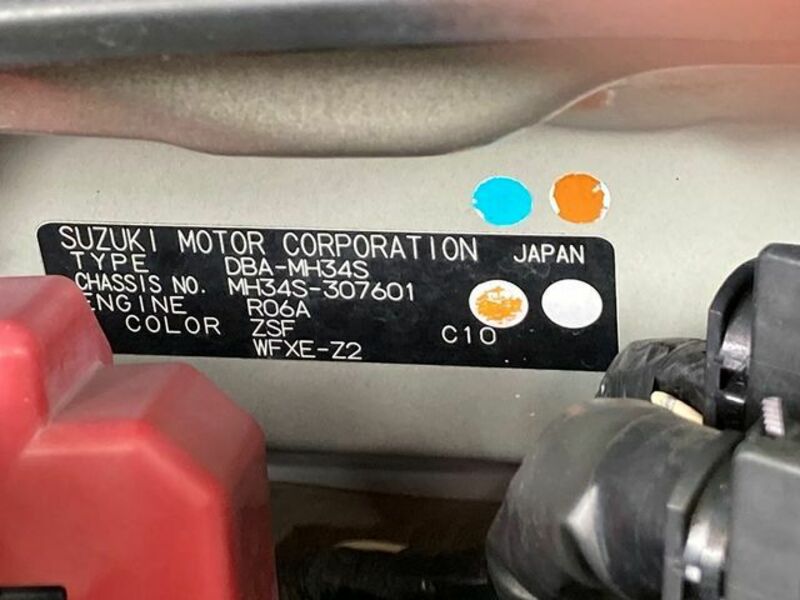 SUZUKI MOTOR CORPORATION JAPAN
TYPE DBA-MH34S
CHASSIS NO. MH34S-307601
ENGINE R06A
COLOR ZSF C10
WFXE-Z2